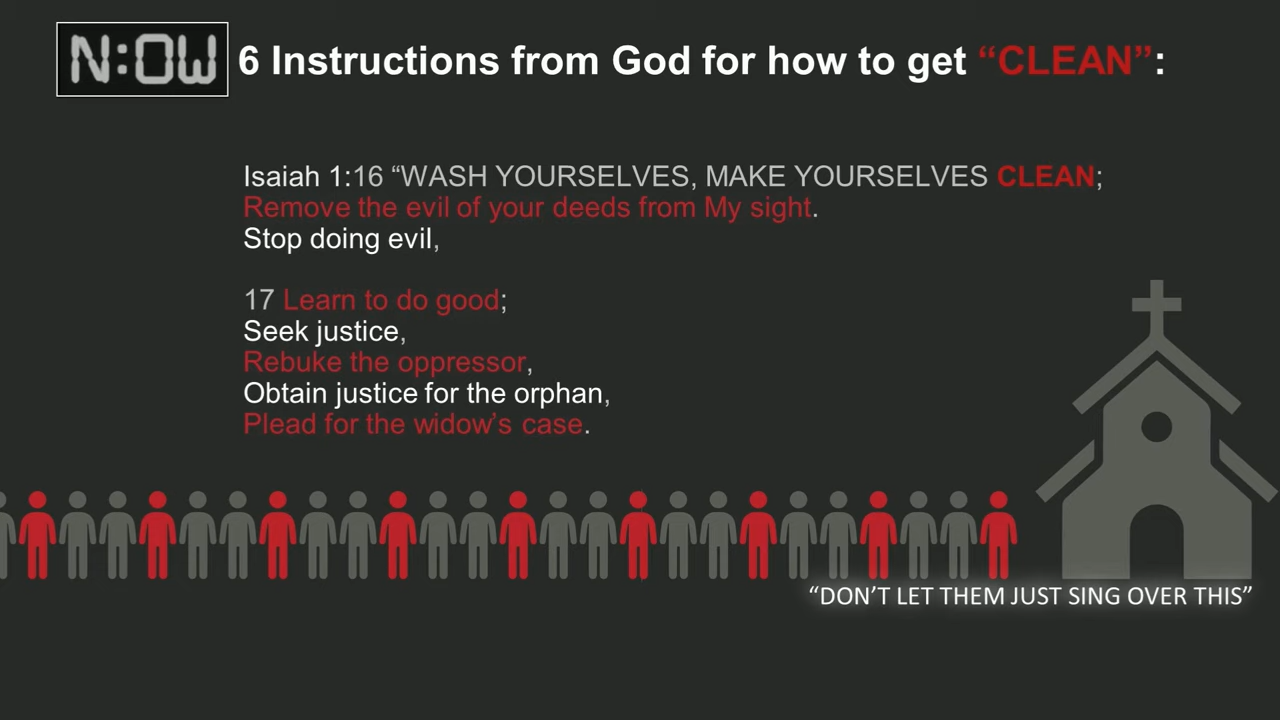 N:OW 6 Instructions from God for how to get “CLEAN”:
Isaiah 1:16 “WASH YOURSELVES, MAKE YOURSELVES CLEAN;
Remove the evil of your deeds from My sight.
Stop doing evil,
17 Learn to do good;
Seek justice,
Rebuke the oppressor,
Obtain justice for the orphan,
Plead for the widow’s case.
“DON’T LET THEM JUST SING OVER THIS”